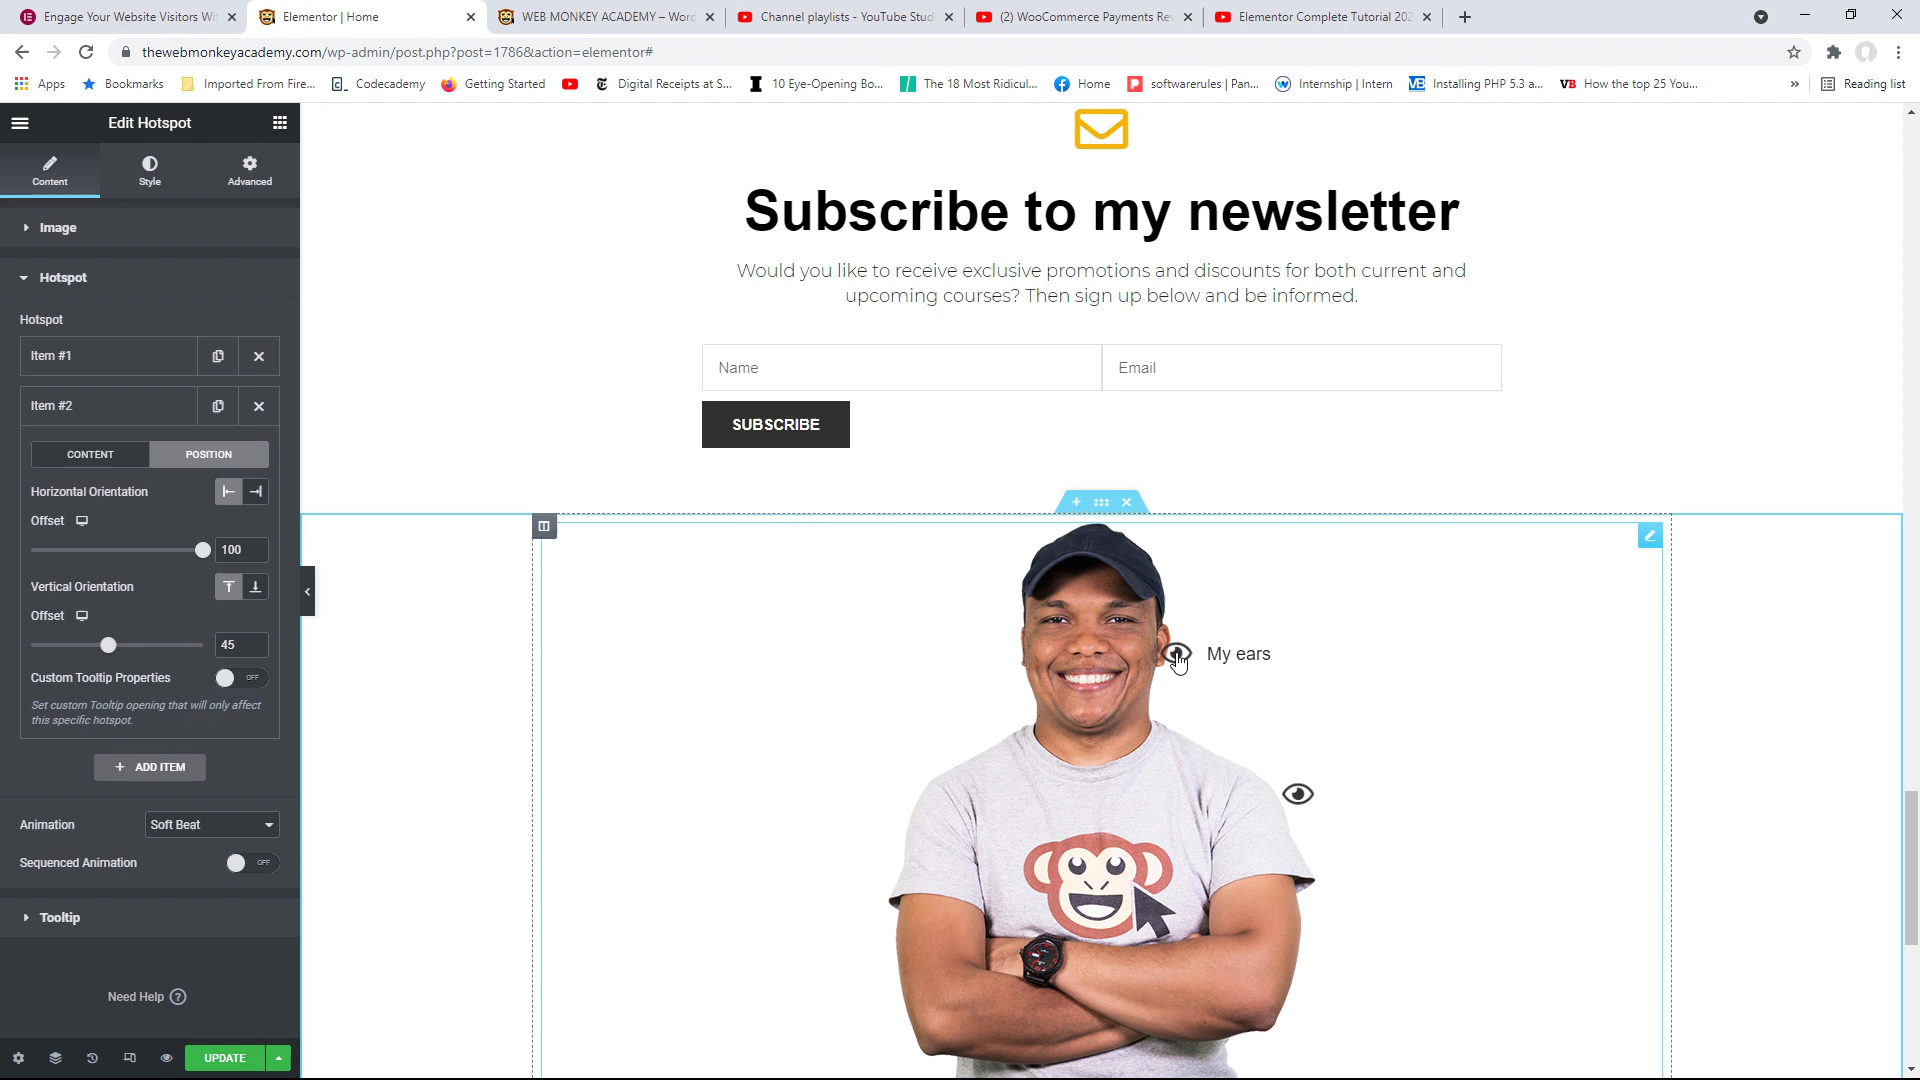 Engage Your Website Visitors Wi
Elementor | Home
WEB MONKEY ACADEMY – Word
Channel playlists - YouTube Stud
(2) WooCommerce Payments Re
Elementor Complete Tutorial 202
thewebmonkeyacademy.com/wp-admin/post.php?post=1786&action=elementor#
Apps
Bookmarks
Imported From Fire...
Codecademy
Getting Started
Digital Receipts at S...
10 Eye-Opening Bo...
The 18 Most Ridicul...
Home
softwarerules | Pan...
Internship | Intern
Installing PHP 5.3 a...
VB How the top 25 You...
»
Reading list
Edit Hotspot
Content
Style
Advanced
Image
Hotspot
Hotspot
Item #1
Item #2
CONTENT
POSITION
Horizontal Orientation
Offset
100
Vertical Orientation
Offset
45
Custom Tooltip Properties
OFF
Set custom Tooltip opening that will only affect
this specific hotspot.
+ ADD ITEM
Animation
Soft Beat
Sequenced Animation
OFF
Tooltip
Need Help ?
UPDATE
Subscribe to my newsletter
Would you like to receive exclusive promotions and discounts for both current and
upcoming courses? Then sign up below and be informed.
Name
Email
SUBSCRIBE
My ears